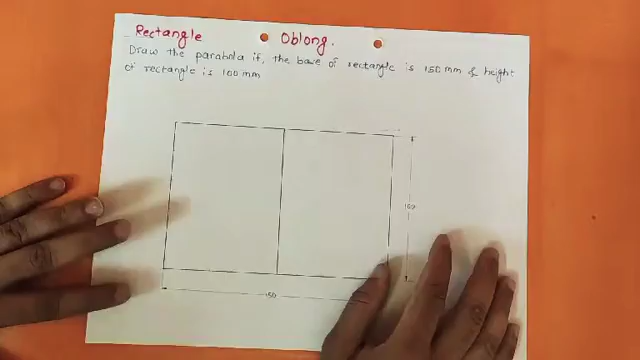 Rectangle Oblong.
Draw the parabola if, the base of rectangle is 150 mm & height
of rectangle is 100 mm
100
150